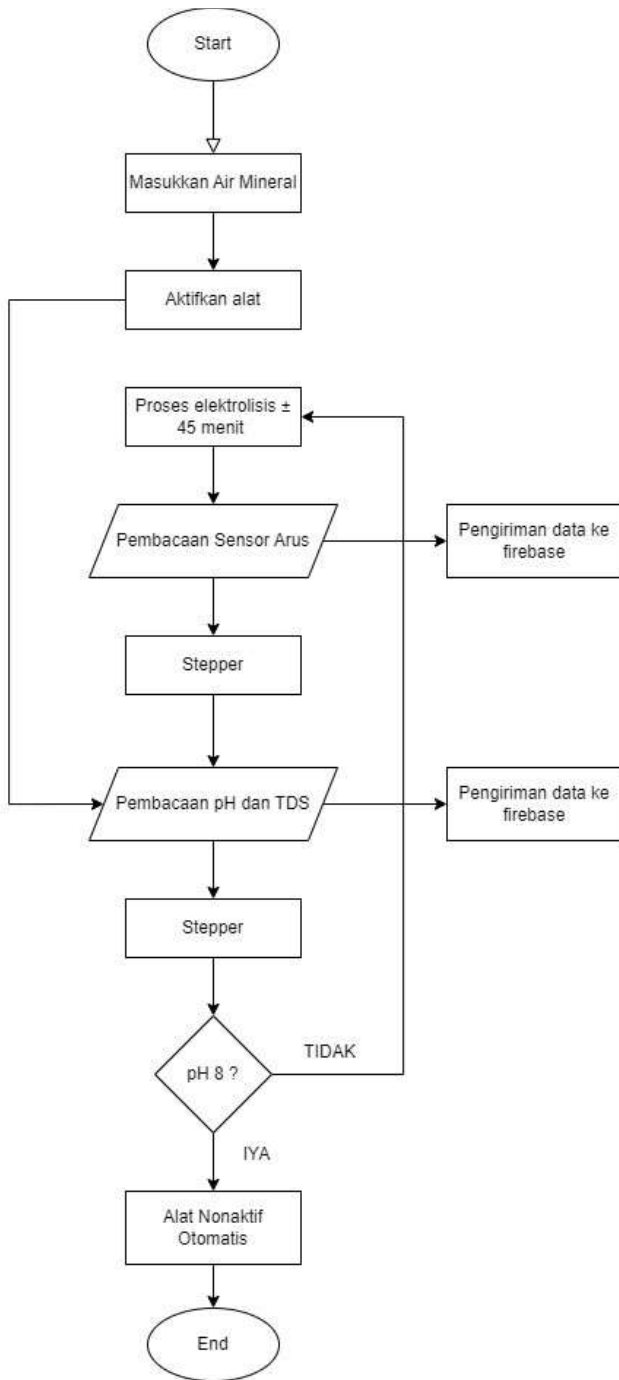 Start
Masukkan Air Mineral
Aktifkan alat
Proses elektrolisis ±
45 menit
Pembacaan Sensor Arus
Pengiriman data ke
firebase
Stepper
Pembacaan pH dan TDS
Pengiriman data ke
firebase
Stepper
pH 8 ?
TIDAK
IYA
Alat Nonaktif
Otomatis
End